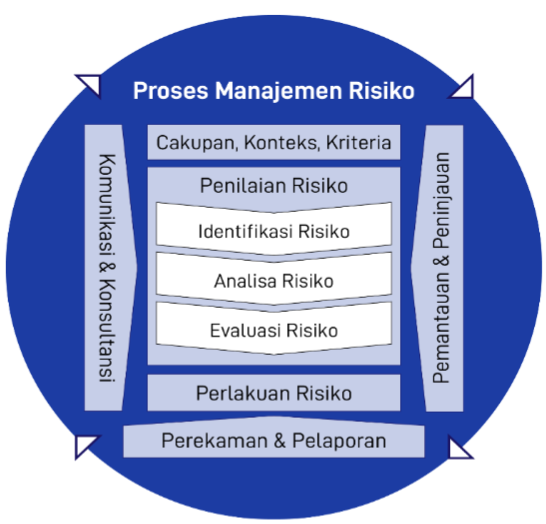 Proses Manajemen Risiko
Cakupan, Konteks, Kriteria
Komunikasi & Konsultansi
Penilaian Risiko
Identifikasi Risiko
Analisa Risiko
Evaluasi Risiko
Pemantauan & Peninjauan
Perlakuan Risiko
Perekaman & Pelaporan